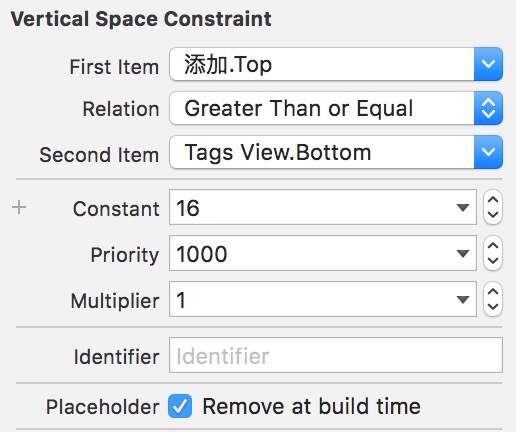 Vertical Space Constraint
First Item 添加.Top
Relation Greater Than or Equal
Second Item Tags View.Bottom
+ Constant 16
Priority 1000
Multiplier 1
Identifier Identifier
Placeholder Remove at build time